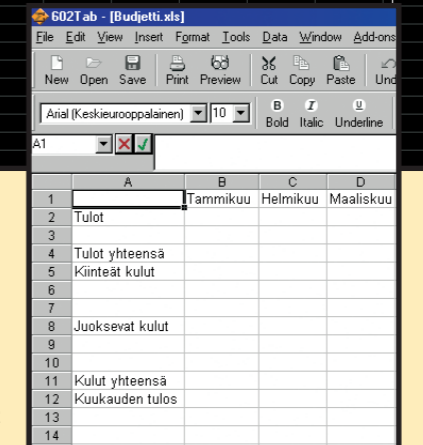 602Tab - [Budjetti.xls]
File Edit View Insert Format Tools Data Window Add-ons
New Open Save Print Preview Cut Copy Paste Und
Arial (Keskieurooppalainen) 10 Bold Italic Underline
A1
A B C D
1 Tammikuu Helmikuu Maaliskuu
2 Tulot
3
4 Tulot yhteensä
5 Kiinteät kulut
6
7
8 Juoksevat kulut
9
10
11 Kulut yhteensä
12 Kuukauden tulos
13
14